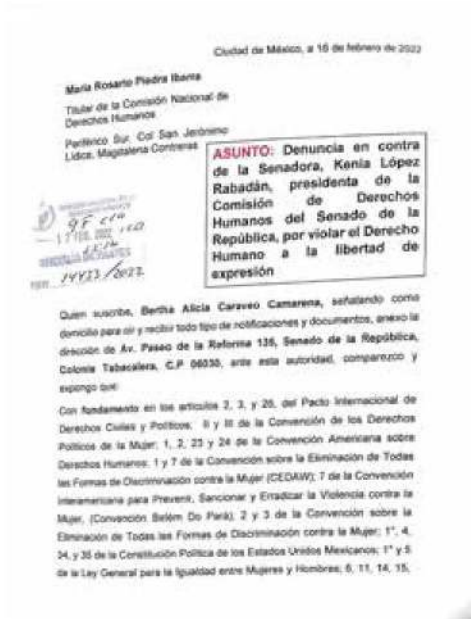 Ciudad de México, a 16 de febrero de 2022
María Rosario Piedra Ibarra
Titular de la Comisión Nacional de
Derechos Humanos
Periférico Sur, Col San Jerónimo
Lídice, Magdalena Contreras
ASUNTO: Denuncia en contra
de la Senadora, Kenia López
Rabadán, presidenta de la
Comisión de Derechos
Humanos del Senado de la
República, por violar el Derecho
Humano a la libertad de
expresión
17 FEB. 2022
14433/2022
Quien suscribe, Bertha Alicia Caraveo Camarena, señalando como
domicilio para oír y recibir todo tipo de notificaciones y documentos, anexo la
dirección de Av. Paseo de la Reforma 135, Senado de la República,
Colonia Tabacalera, C.P 06030, ante esta autoridad, comparezco y
expongo que:
Con fundamento en los artículos 2, 3, y 26, del Pacto Internacional de
Derechos Civiles y Políticos; II y III de la Convención de los Derechos
Políticos de la Mujer; 1, 2, 23 y 24 de la Convención Americana sobre
Derechos Humanos; 1 y 7 de la Convención sobre la Eliminación de Todas
las Formas de Discriminación contra la Mujer (CEDAW); 7 de la Convención
Interamericana para Prevenir, Sancionar y Erradicar la Violencia contra la
Mujer, (Convención Belém Do Pará); 2 y 3 de la Convención sobre la
Eliminación de Todas las Formas de Discriminación contra la Mujer; 1°, 4,
34, y 35 de la Constitución Política de los Estados Unidos Mexicanos; 1° y 5
de la Ley General para la Igualdad entre Mujeres y Hombres; 6, 11, 14, 15,